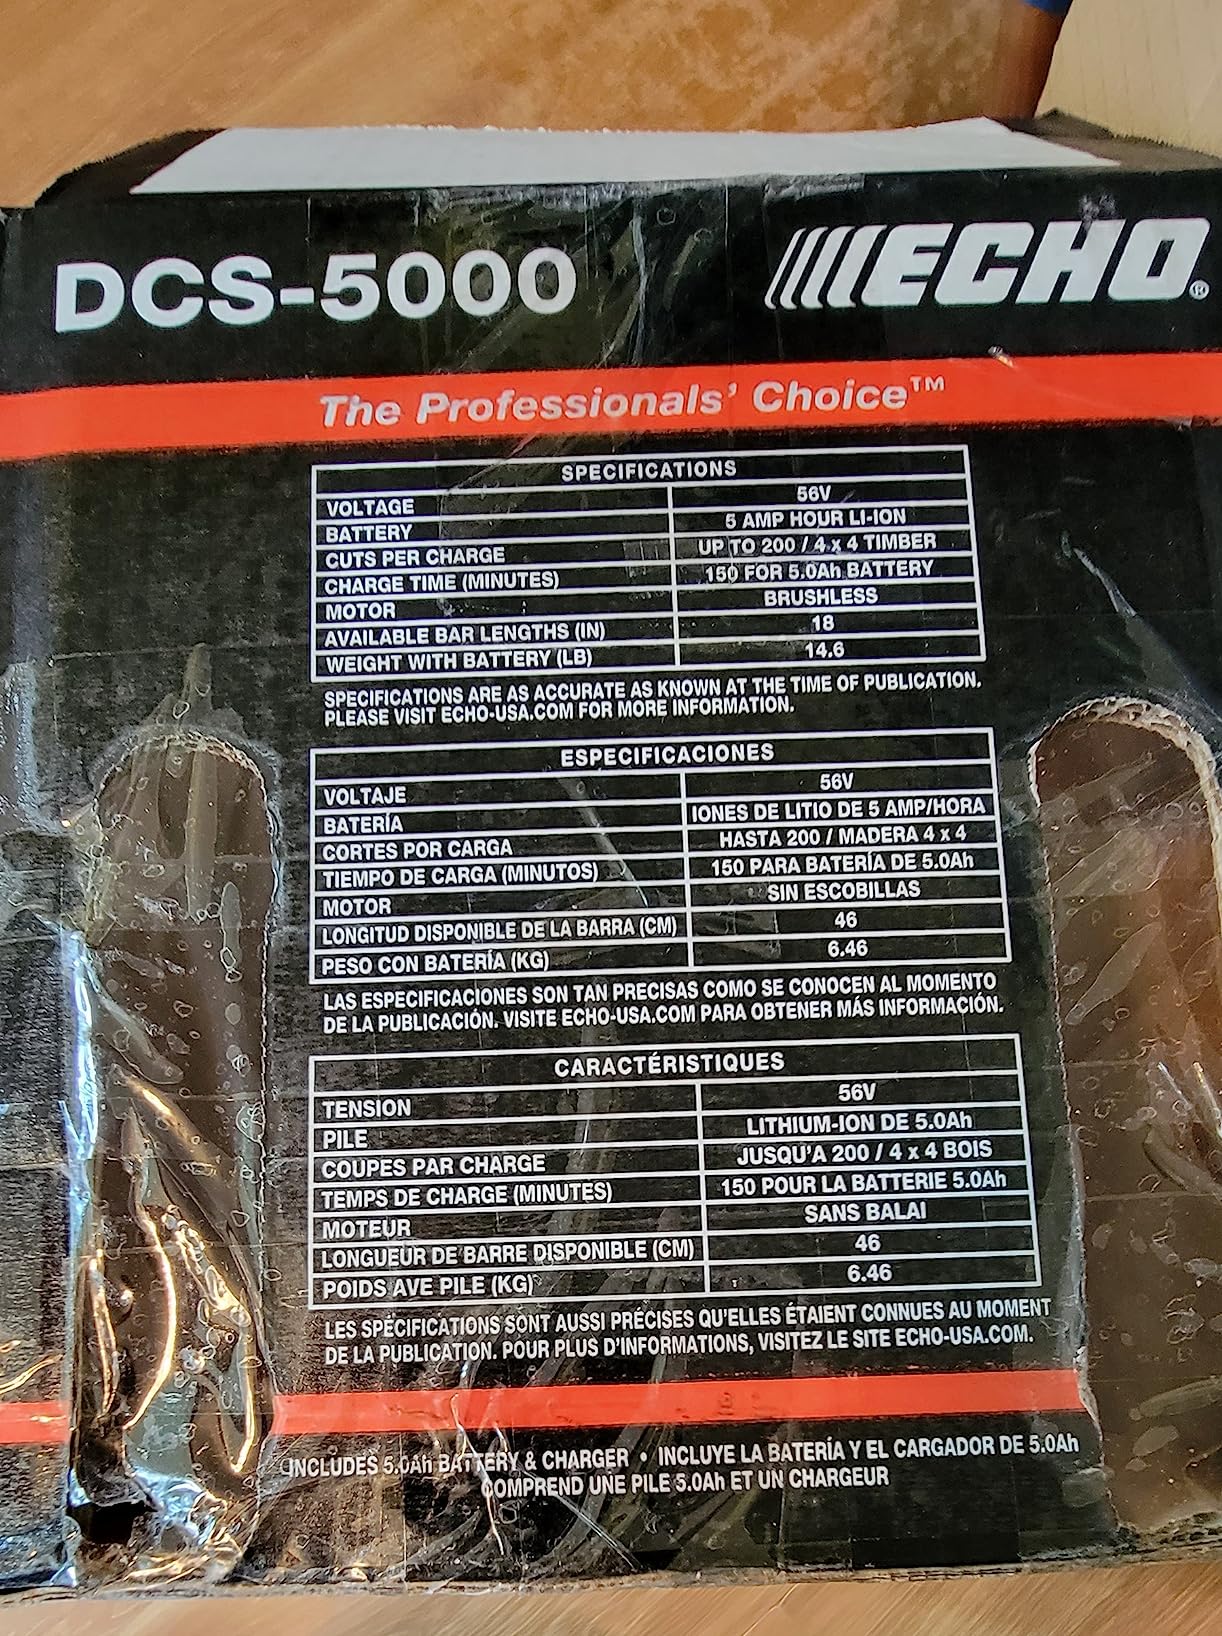 DCS-5000
ECHO®
The Professionals' Choice™
SPECIFICATIONS
VOLTAGE 56V
BATTERY 5 AMP HOUR LI-ION
CUTS PER CHARGE UP TO 200 / 4 x 4 TIMBER
CHARGE TIME (MINUTES) 150 FOR 5.0Ah BATTERY
MOTOR BRUSHLESS
AVAILABLE BAR LENGTHS (IN) 18
WEIGHT WITH BATTERY (LB) 14.6
SPECIFICATIONS ARE AS ACCURATE AS KNOWN AT THE TIME OF PUBLICATION.
PLEASE VISIT ECHO-USA.COM FOR MORE INFORMATION.
ESPECIFICACIONES
VOLTAJE 56V
BATERÍA IONES DE LITIO DE 5 AMP/HORA
CORTES POR CARGA HASTA 200 / MADERA 4 x 4
TIEMPO DE CARGA (MINUTOS) 150 PARA BATERÍA DE 5.0Ah
MOTOR SIN ESCOBILLAS
LONGITUD DISPONIBLE DE LA BARRA (CM) 46
PESO CON BATERÍA (KG) 6.46
LAS ESPECIFICACIONES SON TAN PRECISAS COMO SE CONOCEN AL MOMENTO
DE LA PUBLICACIÓN. VISITE ECHO-USA.COM PARA OBTENER MÁS INFORMACIÓN.
CARACTÉRISTIQUES
TENSION 56V
PILE LITHIUM-ION DE 5.0Ah
COUPES PAR CHARGE JUSQU'A 200 / 4 x 4 BOIS
TEMPS DE CHARGE (MINUTES) 150 POUR LA BATTERIE 5.0Ah
MOTEUR SANS BALAI
LONGUEUR DE BARRE DISPONIBLE (CM) 46
POIDS AVE PILE (KG) 6.46
LES SPÉCIFICATIONS SONT AUSSI PRÉCISES QU'ELLES ÉTAIENT CONNUES AU MOMENT
DE LA PUBLICATION. POUR PLUS D'INFORMATIONS, VISITEZ LE SITE ECHO-USA.COM.
INCLUDES 5.0Ah BATTERY & CHARGER • INCLUYE LA BATERÍA Y EL CARGADOR DE 5.0Ah
COMPREND UNE PILE 5.0Ah ET UN CHARGEUR